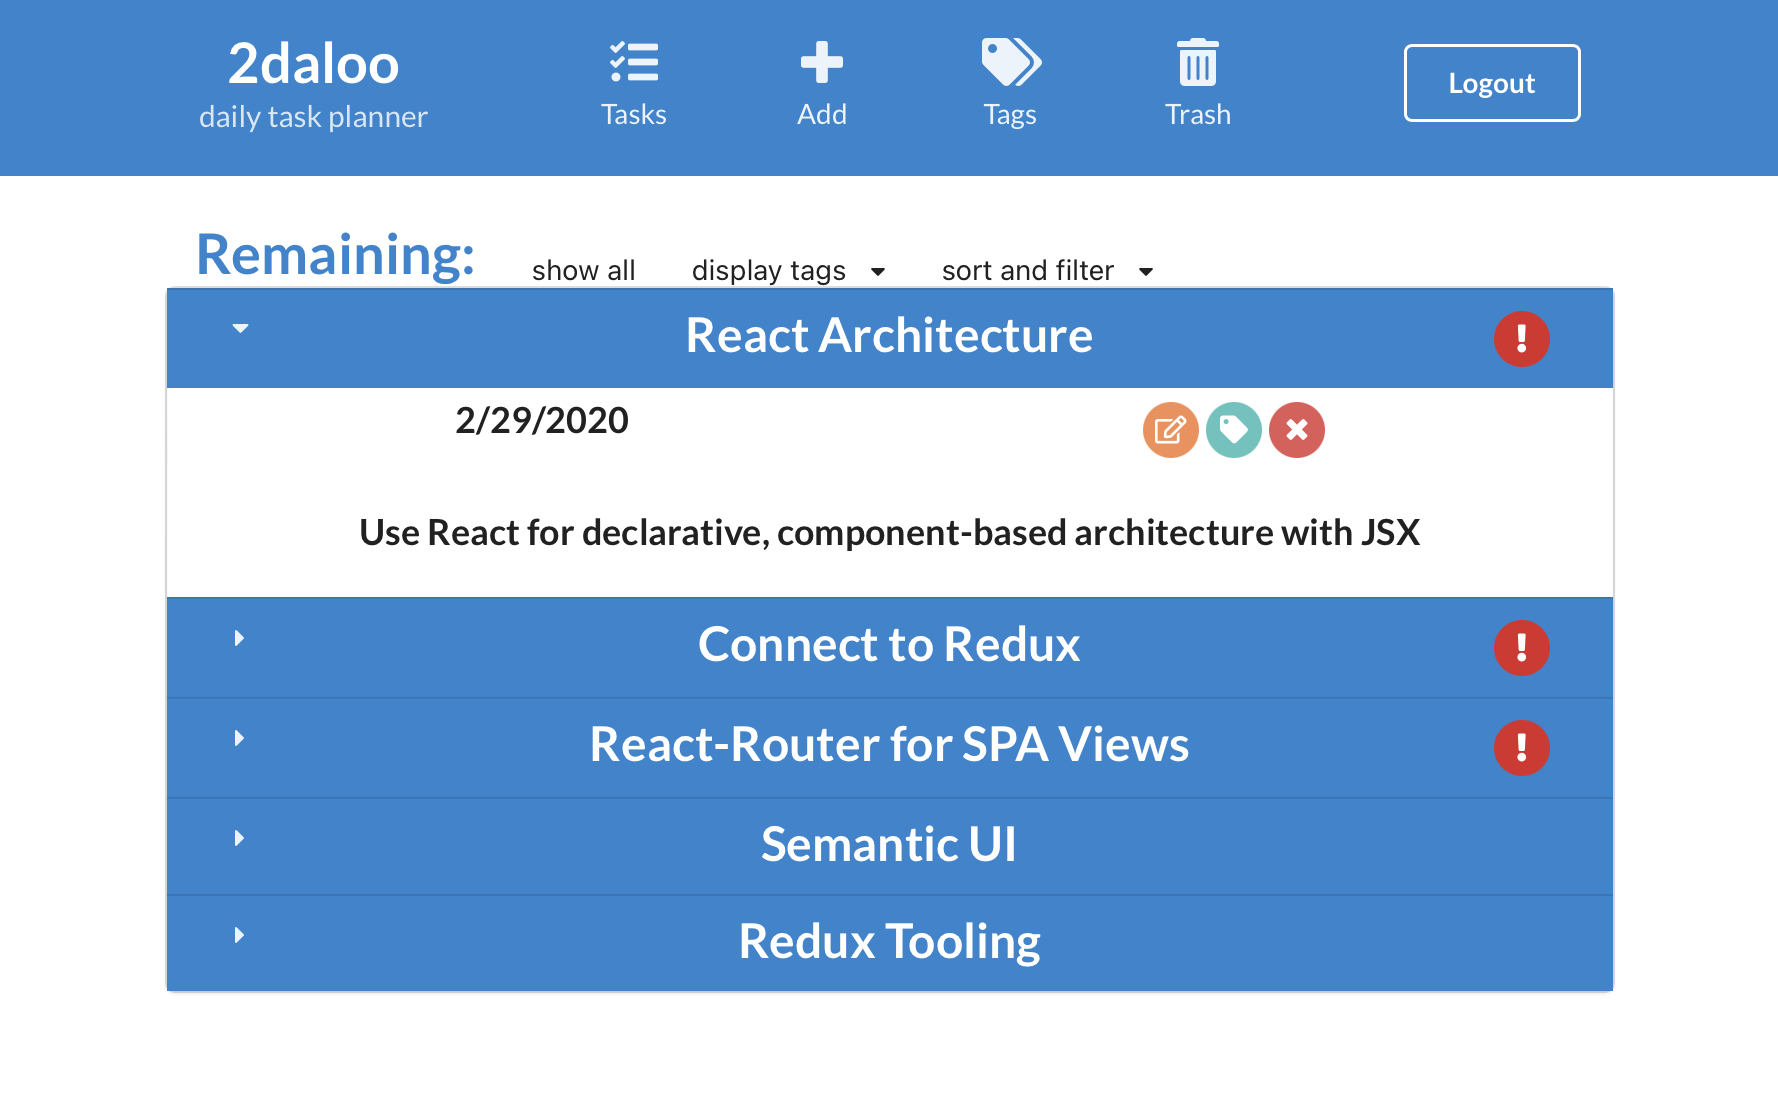 2daloo
daily task planner
Tasks
Add
Tags
Trash
Logout
Remaining:
show all
display tags
sort and filter
React Architecture
2/29/2020
Use React for declarative, component-based architecture with JSX
Connect to Redux
React-Router for SPA Views
Semantic UI
Redux Tooling